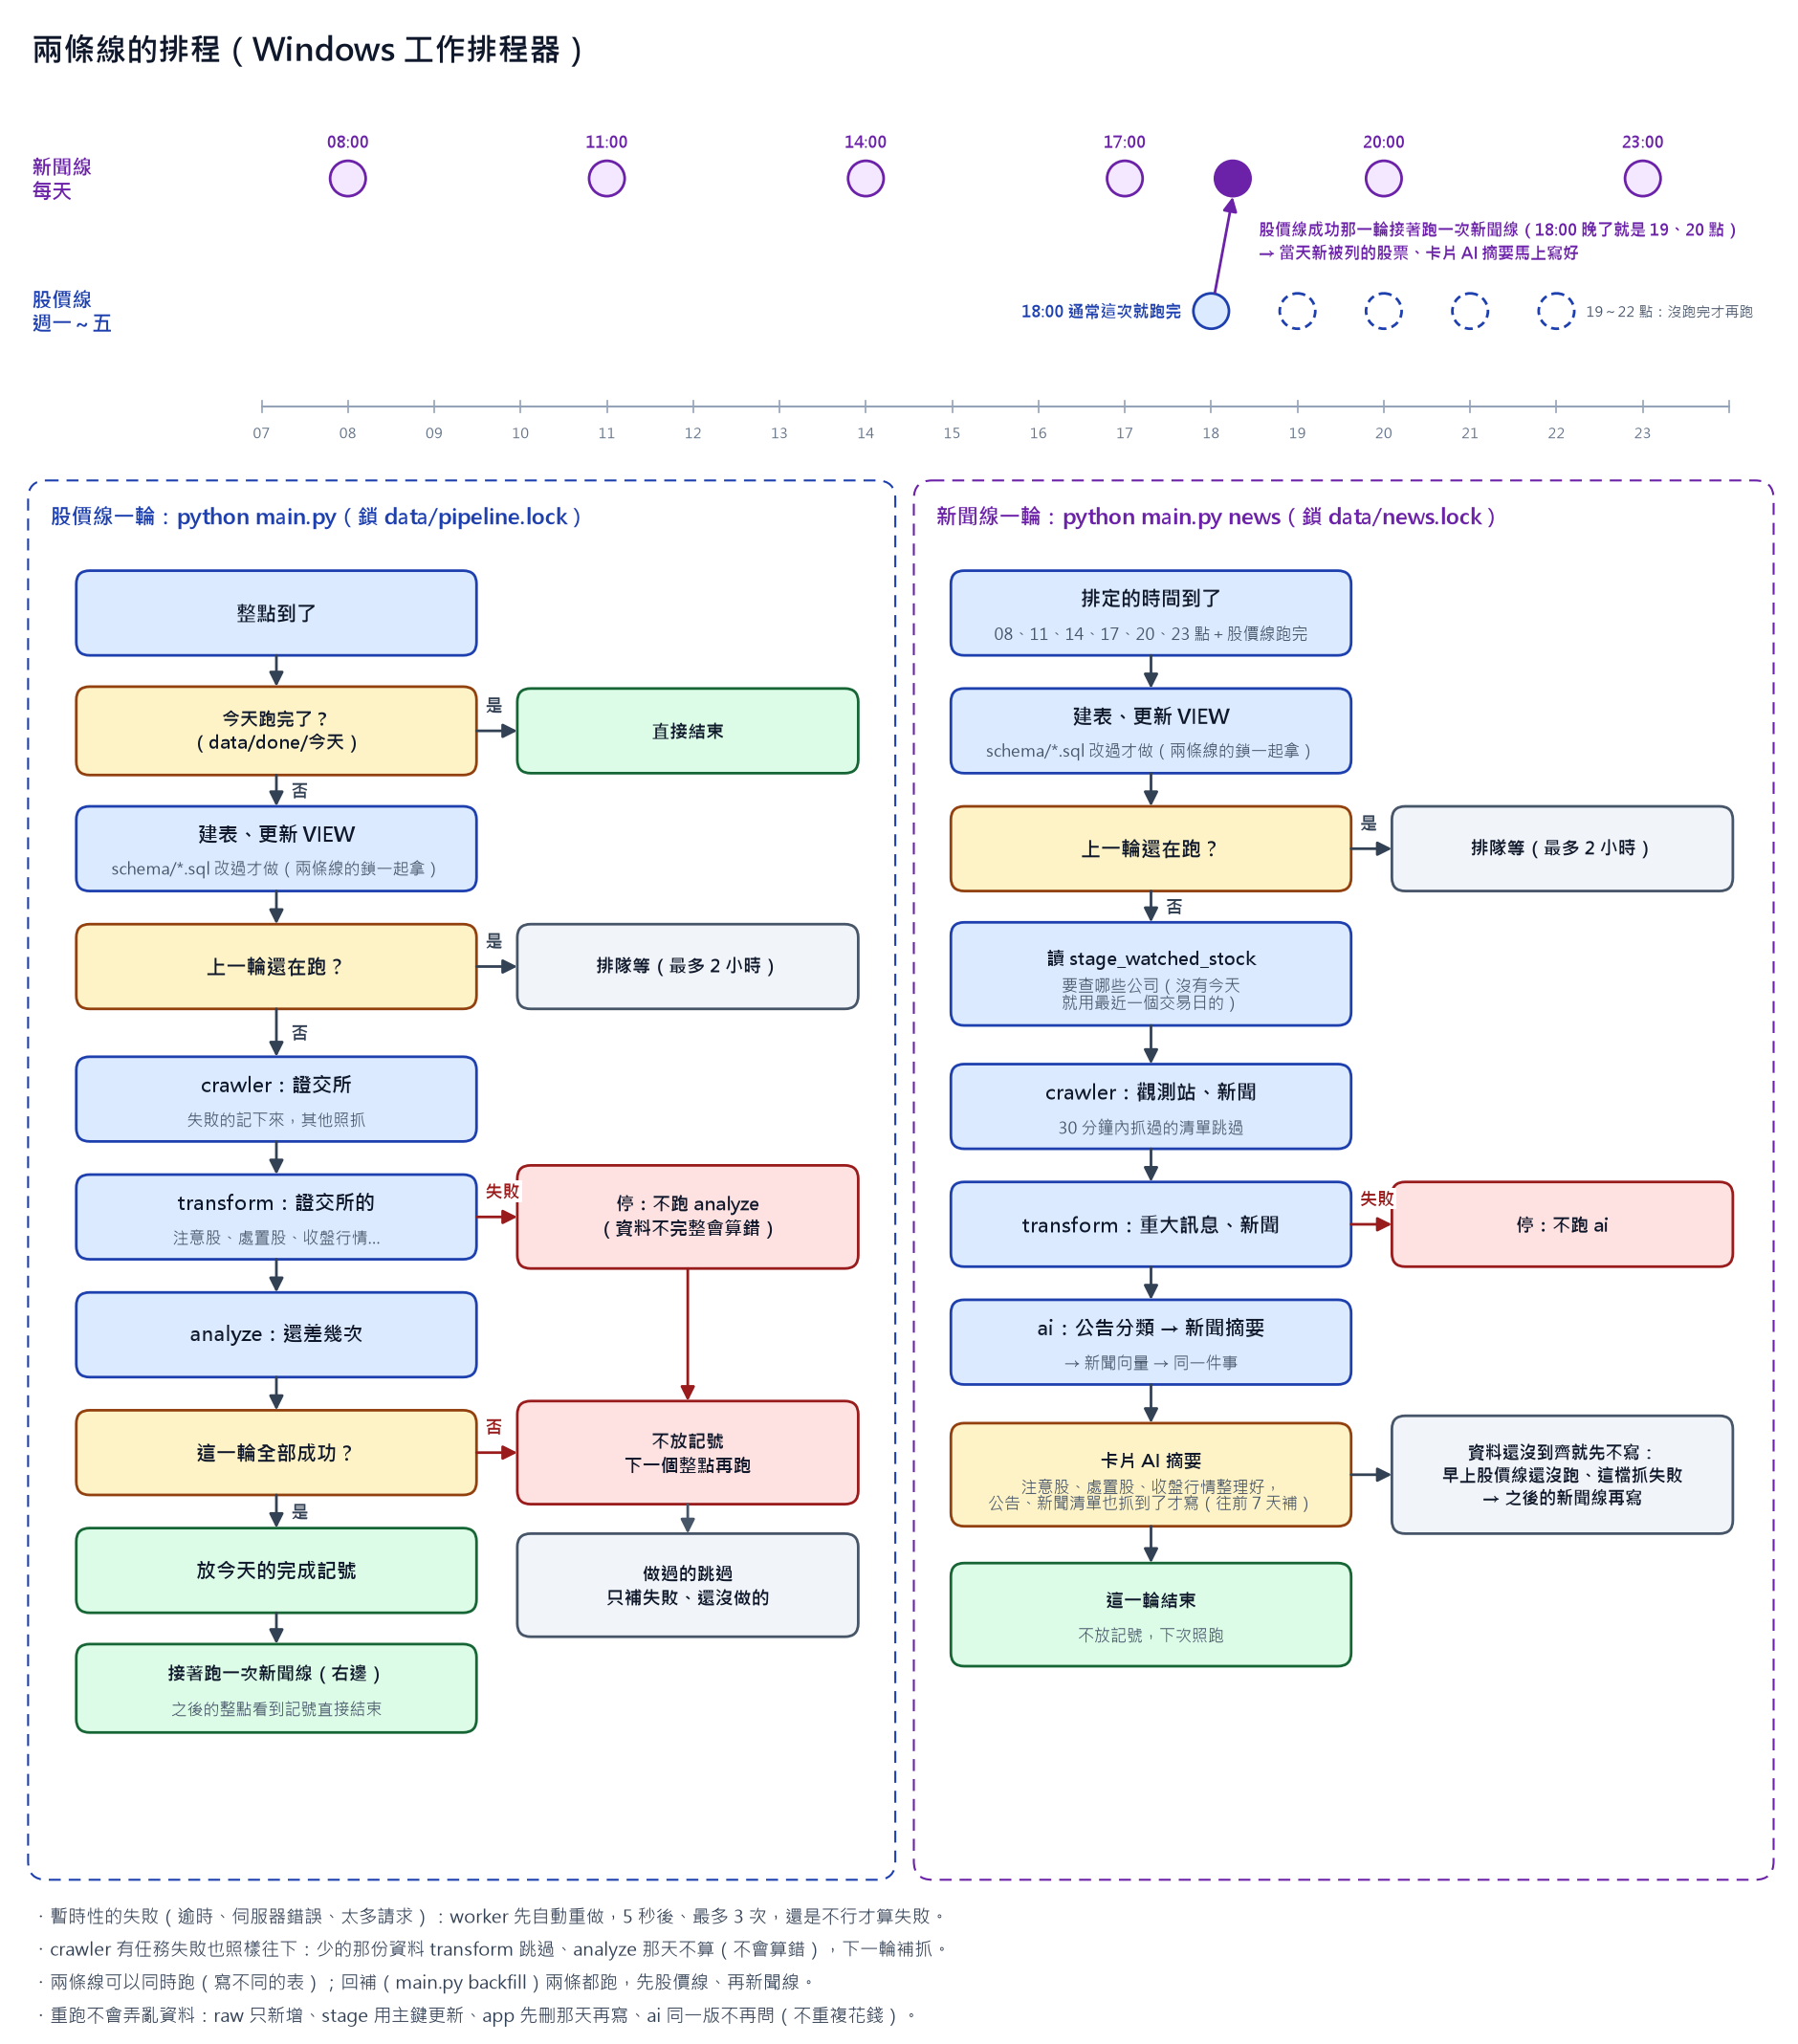 兩條線的排程（Windows 工作排程器）
08:00
11:00
14:00
17:00
20:00
23:00
新聞線
每天
股價線成功那一輪接著跑一次新聞線（18:00 晚了就是 19、20 點）
→ 當天新被列的股票、卡片 AI 摘要馬上寫好
股價線
週一～五
18:00 通常這次就跑完
19～22 點：沒跑完才再跑
07
08
09
10
11
12
13
14
15
16
17
18
19
20
21
22
23
股價線一輪：python main.py（鎖 data/pipeline.lock）
整點到了
今天跑完了？
（data/done/今天）
是
直接結束
否
建表、更新 VIEW
schema/*.sql 改過才做（兩條線的鎖一起拿）
上一輪還在跑？
是
排隊等（最多 2 小時）
否
crawler：證交所
失敗的記下來，其他照抓
transform：證交所的
注意股、處置股、收盤行情...
失敗
停：不跑 analyze
（資料不完整會算錯）
analyze：還差幾次
這一輪全部成功？
否
不放記號
下一個整點再跑
是
放今天的完成記號
做過的跳過
只補失敗、還沒做的
接著跑一次新聞線（右邊）
之後的整點看到記號直接結束
新聞線一輪：python main.py news（鎖 data/news.lock）
排定的時間到了
08、11、14、17、20、23 點 + 股價線跑完
建表、更新 VIEW
schema/*.sql 改過才做（兩條線的鎖一起拿）
上一輪還在跑？
是
排隊等（最多 2 小時）
否
讀 stage_watched_stock
要查哪些公司（沒有今天
就用最近一個交易日的）
crawler：觀測站、新聞
30 分鐘內抓過的清單跳過
transform：重大訊息、新聞
失敗
停：不跑 ai
ai：公告分類 → 新聞摘要
→ 新聞向量 → 同一件事
卡片 AI 摘要
注意股、處置股、收盤行情整理好，
公告、新聞清單也抓到了才寫（往前 7 天補）
資料還沒到齊就先不寫：
早上股價線還沒跑、這檔抓失敗
→ 之後的新聞線再寫
這一輪結束
不放記號，下次照跑
· 暫時性的失敗（逾時、伺服器錯誤、太多請求）：worker 先自動重做，5 秒後、最多 3 次，還是不行才算失敗。
· crawler 有任務失敗也照樣往下：少的那份資料 transform 跳過、analyze 那天不算（不會算錯），下一輪補抓。
· 兩條線可以同時跑（寫不同的表）；回補（main.py backfill）兩條都跑，先股價線、再新聞線。
· 重跑不會弄亂資料：raw 只新增、stage 用主鍵更新、app 先刪那天再寫、ai 同一版不再問（不重複花錢）。